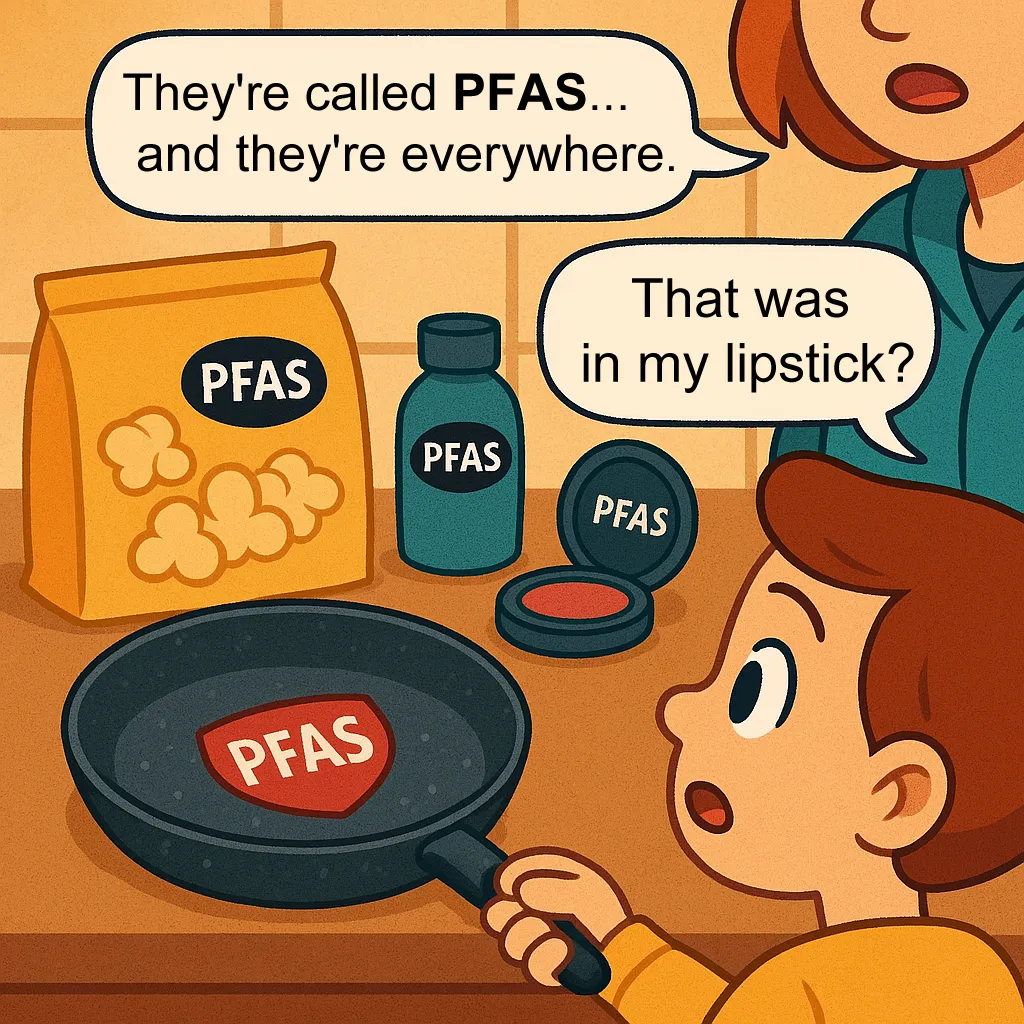 They're called PFAS...
and they're everywhere.
That was
in my lipstick?
PFAS
PFAS
PFAS
PFAS